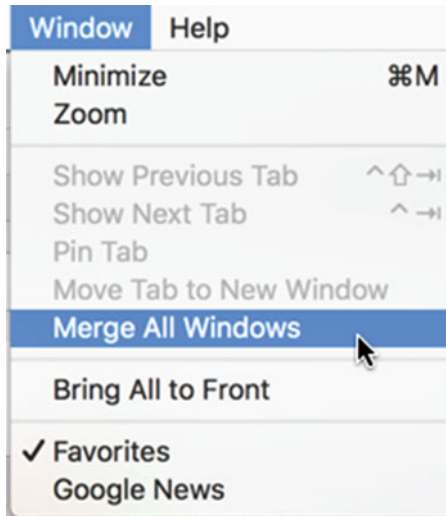 Window Help
Minimize ⌘M
Zoom
Show Previous Tab ^⇧⇥
Show Next Tab ^⇥
Pin Tab
Move Tab to New Window
Merge All Windows
Bring All to Front
✓ Favorites
Google News